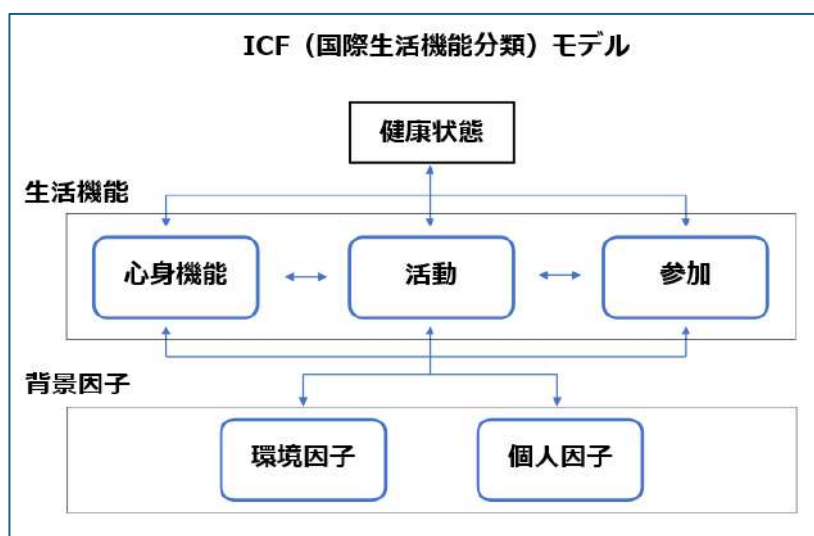 ICF（国際生活機能分類）モデル
健康状態
生活機能
心身機能
活動
参加
背景因子
環境因子
個人因子